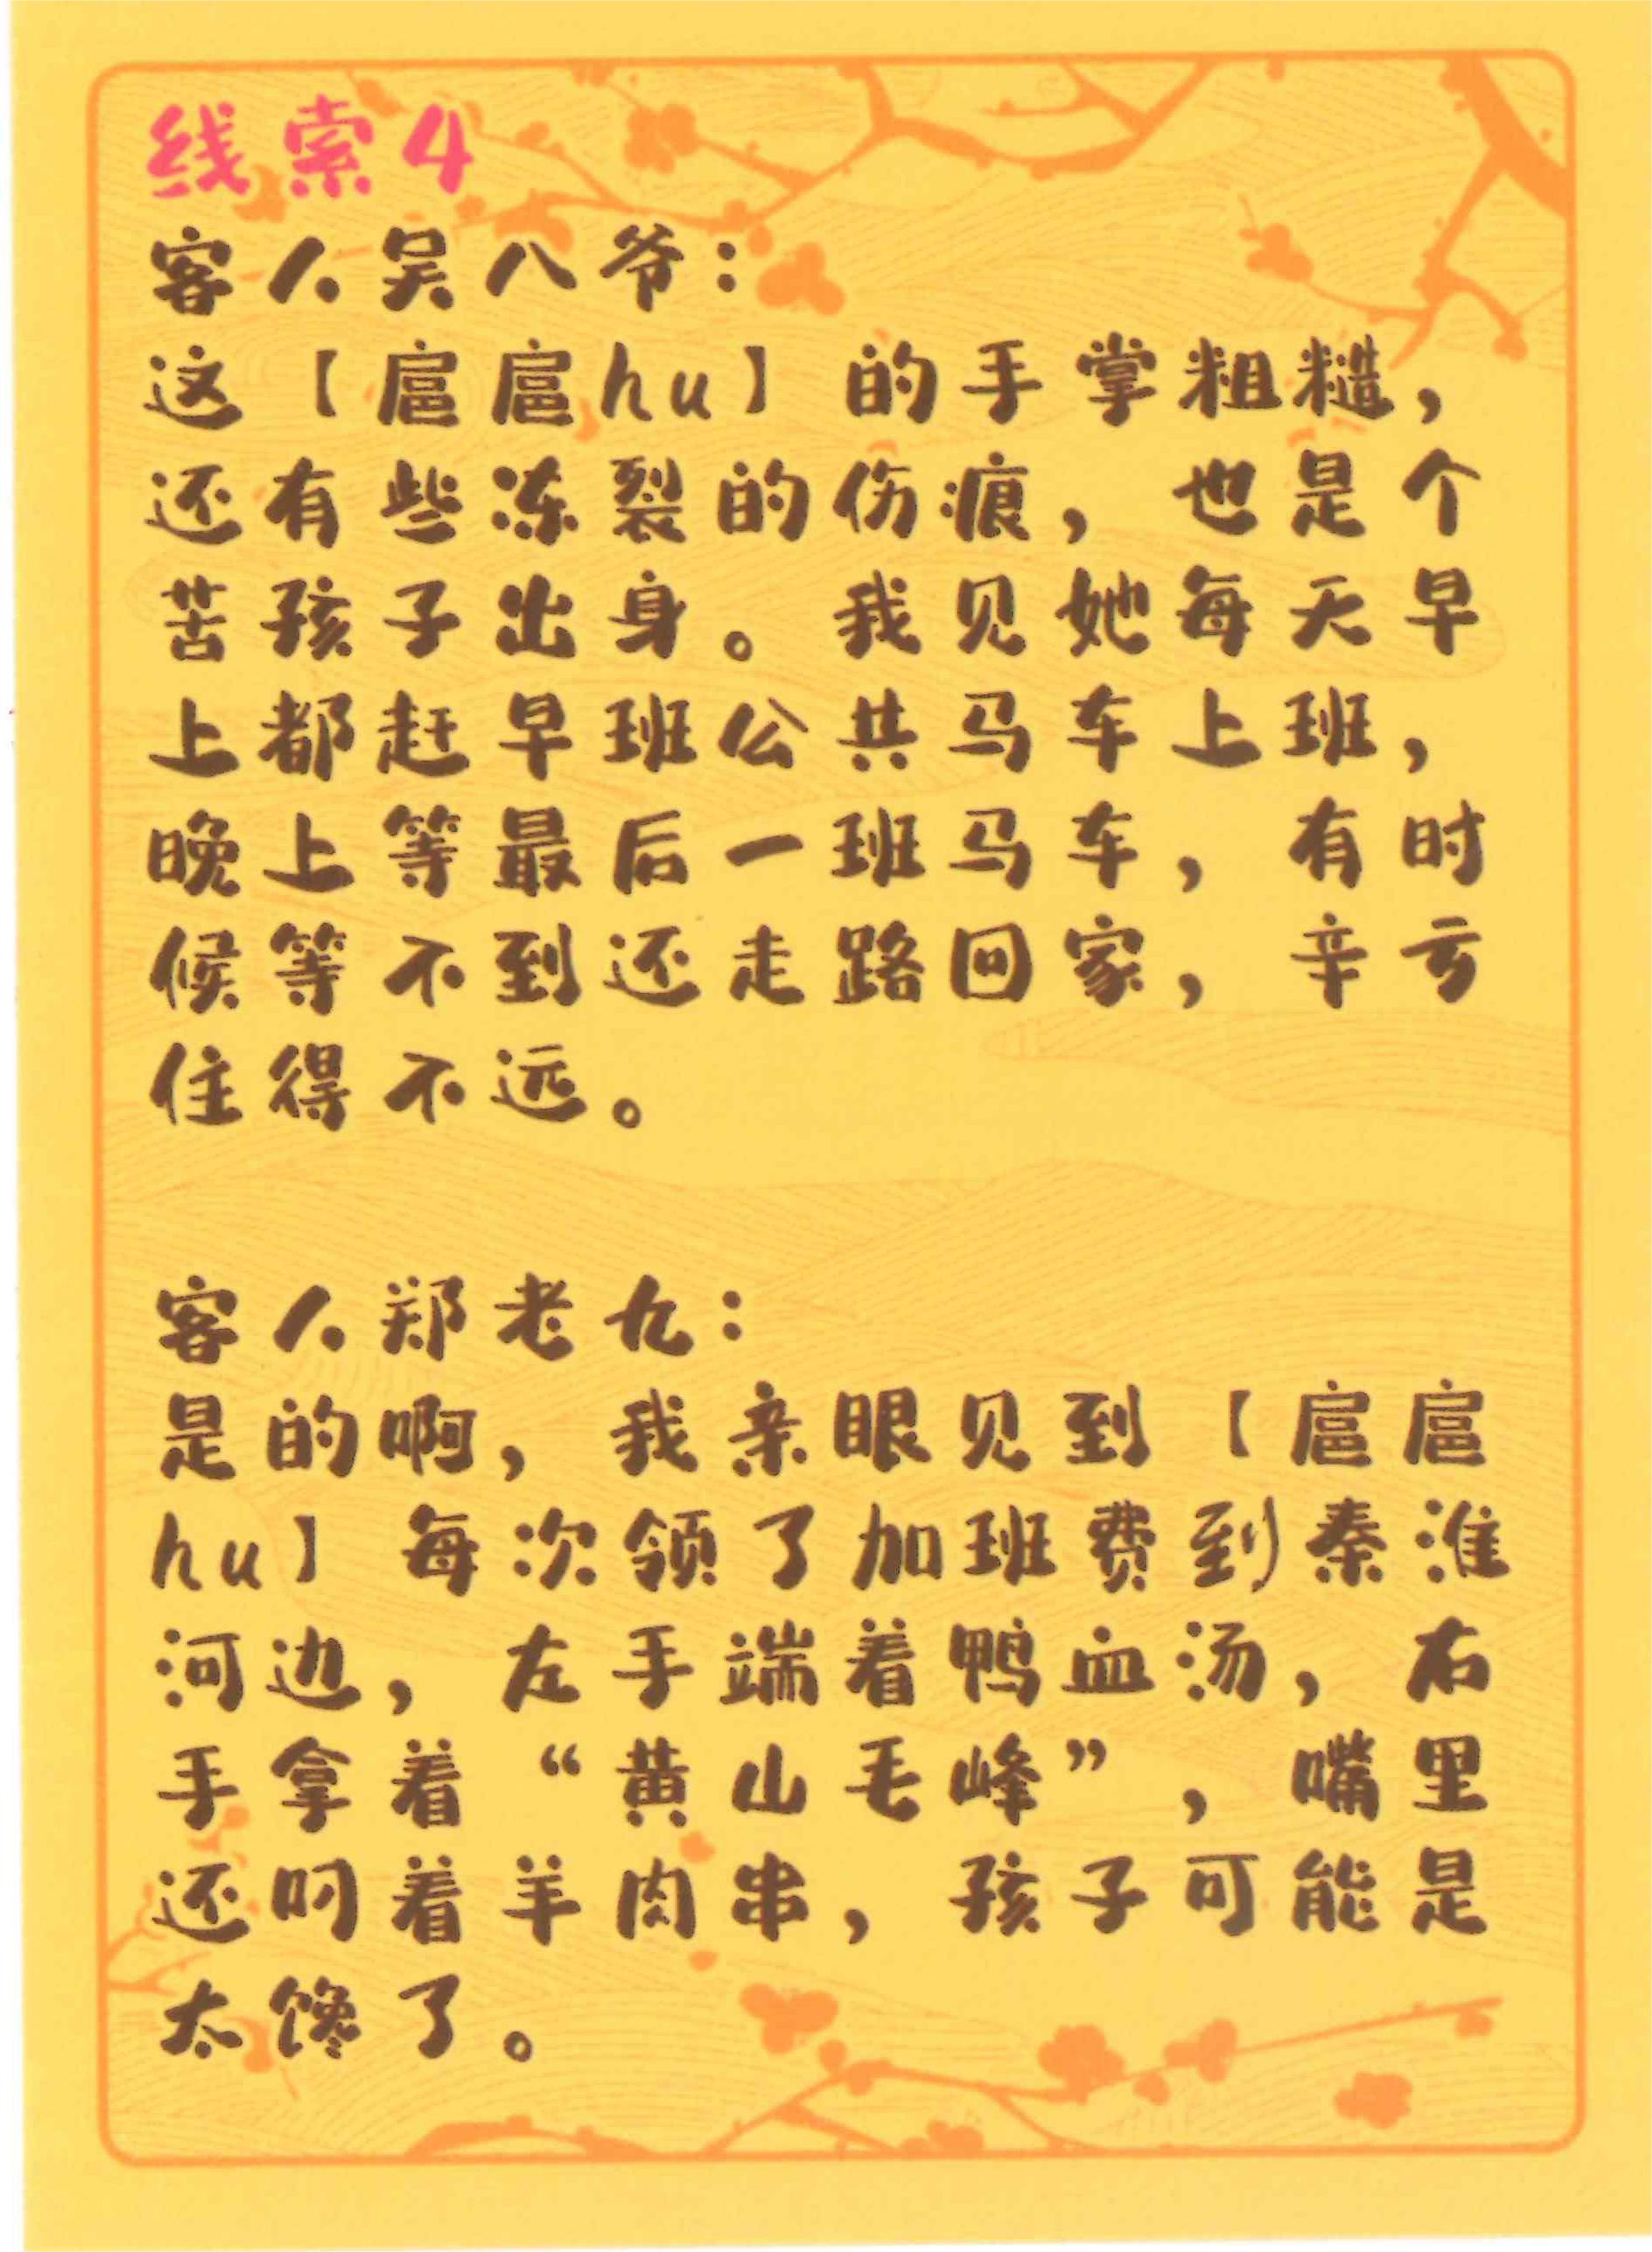 线索4
客人吴八爷：
这【扈扈hu】的手掌粗糙，
还有些冻裂的伤痕，也是个
苦孩子出身。我见她每天早
上都赶早班公共马车上班，
晚上等最后一班马车，有时
候等不到还走路回家，辛亏
住得不远。
客人郑老九：
是的啊，我亲眼见到【扈扈
hu】每次领了加班费到秦淮
河边，左手端着鸭血汤，右
手拿着“黄山毛峰”，嘴里
还叼着羊肉串，孩子可能是
太馋了。